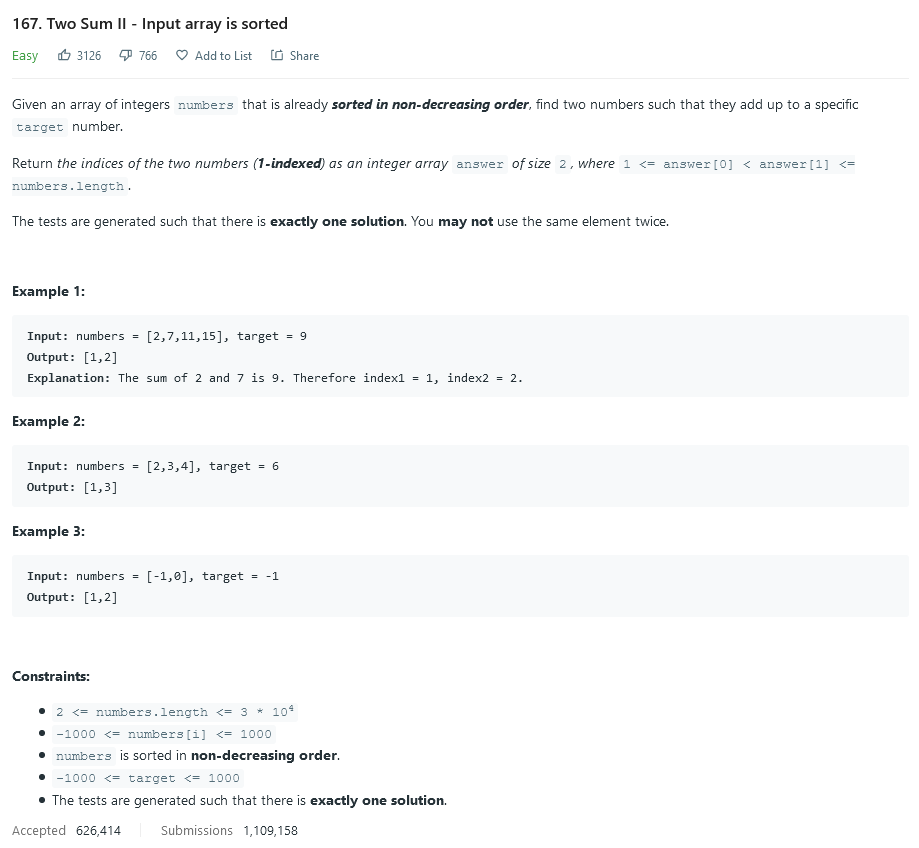 167. Two Sum II - Input array is sorted
Easy 3126 766 Add to List Share
Given an array of integers numbers that is already sorted in non-decreasing order, find two numbers such that they add up to a specific
target number.
Return the indices of the two numbers (1-indexed) as an integer array answer of size 2, where 1 <= answer[0] < answer[1] <=
numbers.length.
The tests are generated such that there is exactly one solution. You may not use the same element twice.
Example 1:
Input: numbers = [2,7,11,15], target = 9
Output: [1,2]
Explanation: The sum of 2 and 7 is 9. Therefore index1 = 1, index2 = 2.
Example 2:
Input: numbers = [2,3,4], target = 6
Output: [1,3]
Example 3:
Input: numbers = [-1,0], target = -1
Output: [1,2]
Constraints:
• 2 <= numbers.length <= 3 * 10⁴
• -1000 <= numbers[i] <= 1000
• numbers is sorted in non-decreasing order.
• -1000 <= target <= 1000
• The tests are generated such that there is exactly one solution.
Accepted 626,414 Submissions 1,109,158